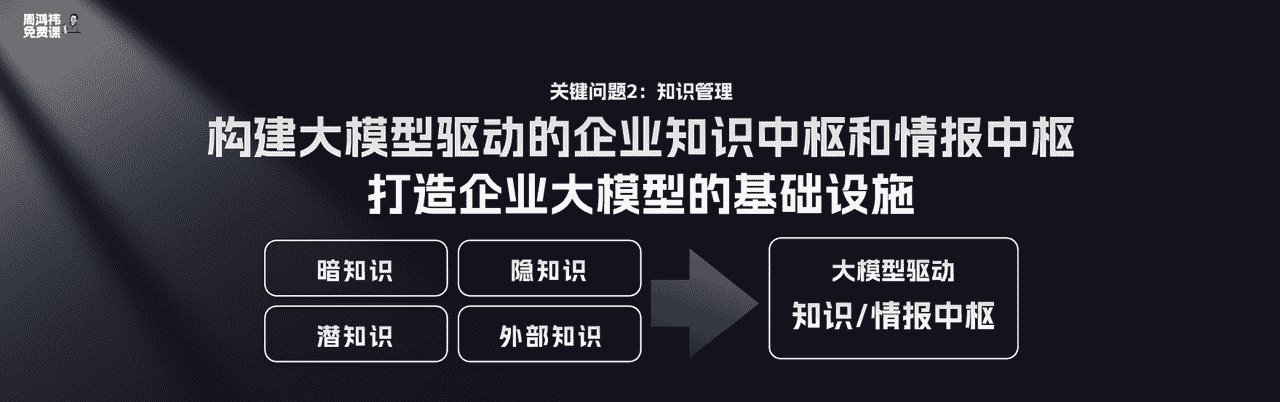 周鸿祎
免费课
关键问题2：知识管理
构建大模型驱动的企业知识中枢和情报中枢
打造企业大模型的基础设施
暗知识
隐知识
潜知识
外部知识
大模型驱动
知识/情报中枢